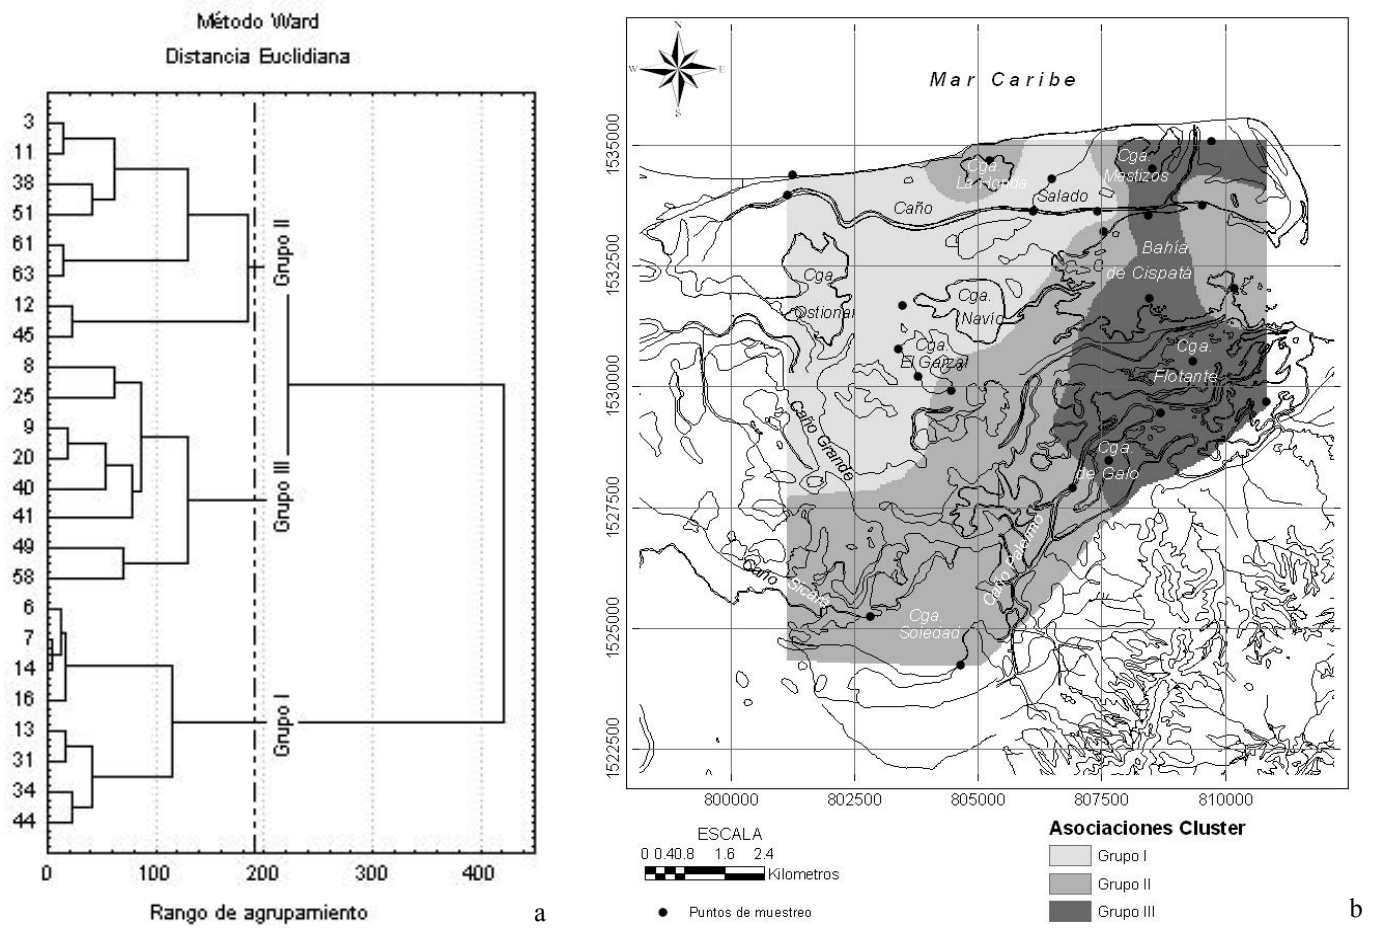 Método Ward
Distancia Euclidiana
3
11
38
51
61
63
12
45
8
25
9
20
40
41
49
58
6
7
14
16
13
31
34
44
Grupo II
Grupo III
Grupo I
0 100 200 300 400
Rango de agrupamiento
a
N
W E
S
Mar Caribe
1535000
1532500
1530000
1527500
1525000
1522500
Cga.
La Honda
Cga.
Mestizos
Caño
Salado
Bahía
de Cispatá
Cga.
Ostional
Cga.
Navío
Cga.
El Garzal
Cga.
Flotante
Caño Grande
Cga.
de Galo
Caño Palermo
Caño Sicará
Cga.
Soledad
800000 802500 805000 807500 810000
ESCALA
0 0.40.8 1.6 2.4
Kilometros
Puntos de muestreo
Asociaciones Cluster
Grupo I
Grupo II
Grupo III
b